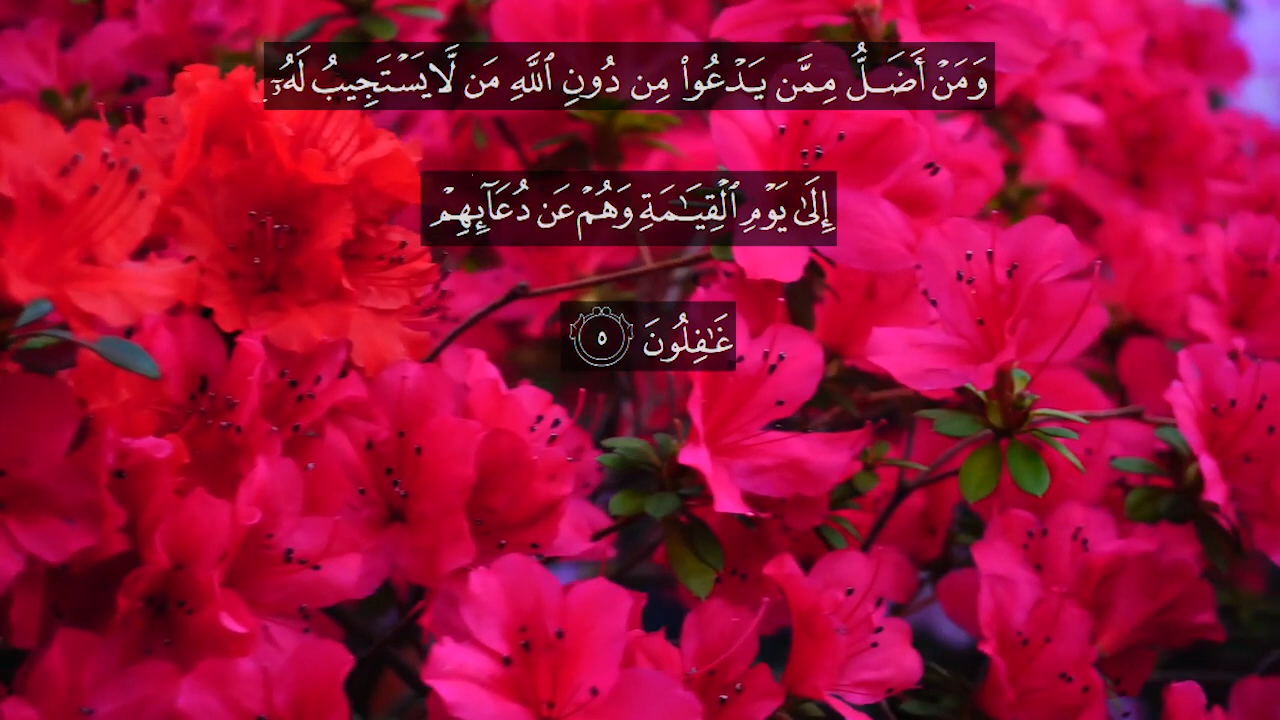 وَمَنْ أَضَلُّ مِمَّن يَدْعُوا۟ مِن دُونِ ٱللَّهِ مَن لَّا يَسْتَجِيبُ لَهُۥٓ
إِلَىٰ يَوْمِ ٱلْقِيَـٰمَةِ وَهُمْ عَن دُعَآئِهِمْ
غَـٰفِلُونَ ٥